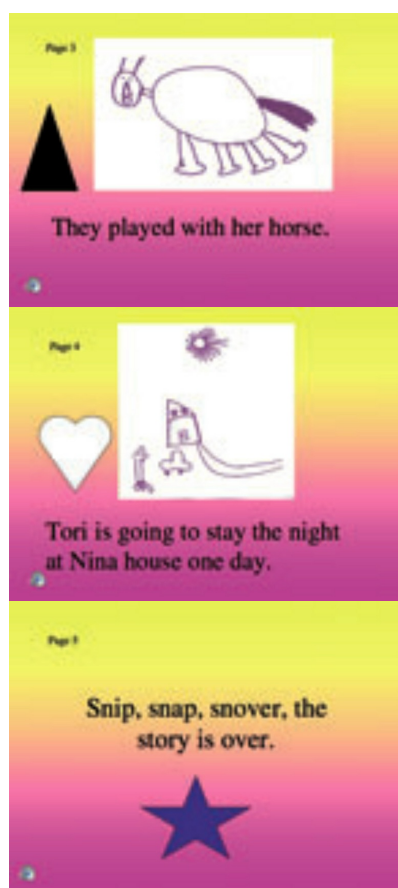 Page 3
They played with her horse.
Page 4
Tori is going to stay the night
at Nina house one day.
Page 5
Snip, snap, snover, the
story is over.